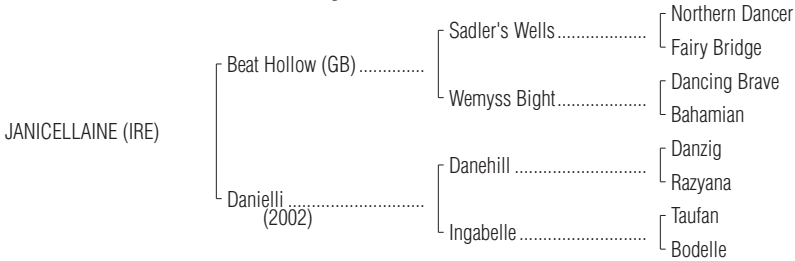 Northern Dancer
Sadler's Wells....................
Fairy Bridge
Beat Hollow (GB) ..............
Dancing Brave
Wemyss Bight....................
Bahamian
JANICELLAINE (IRE)
Danzig
Danehill .............................
Razyana
Danielli ..............................
(2002)
Taufan
Ingabelle............................
Bodelle